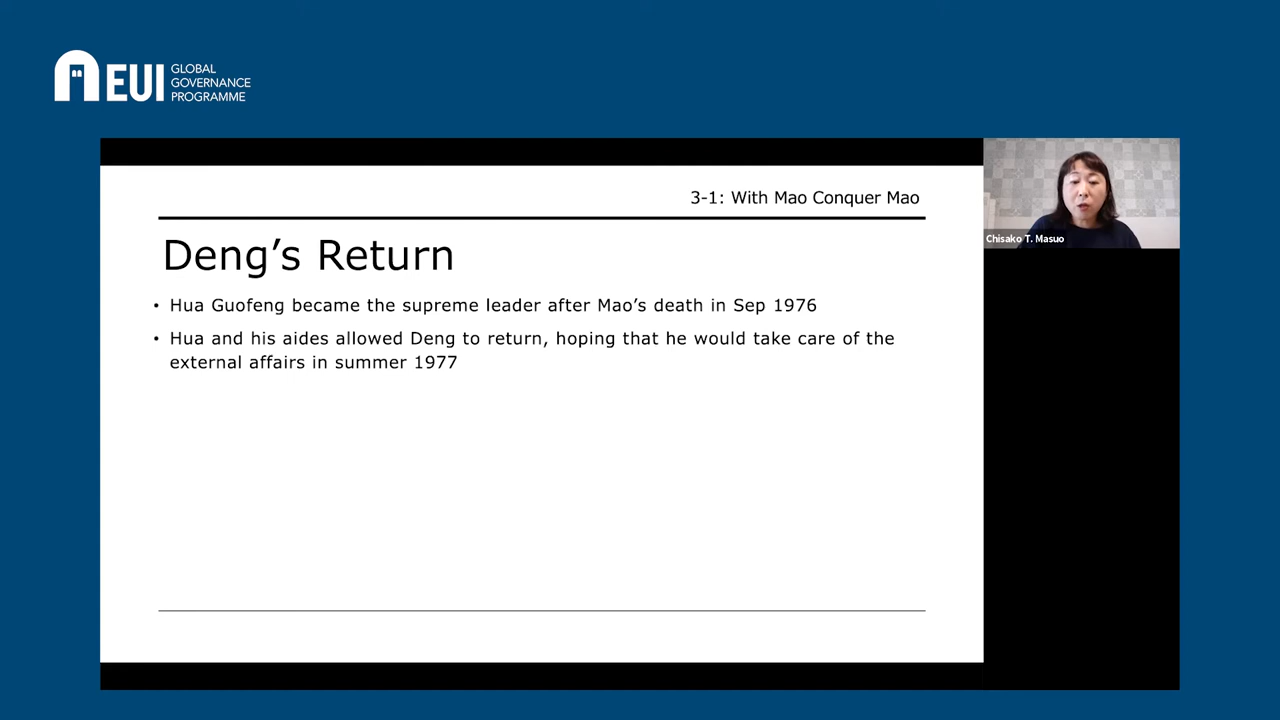 EUI
GLOBAL
GOVERNANCE
PROGRAMME
3-1: With Mao Conquer Mao
Deng’s Return
• Hua Guofeng became the supreme leader after Mao’s death in Sep 1976
• Hua and his aides allowed Deng to return, hoping that he would take care of the
external affairs in summer 1977
Chisako T. Masuo